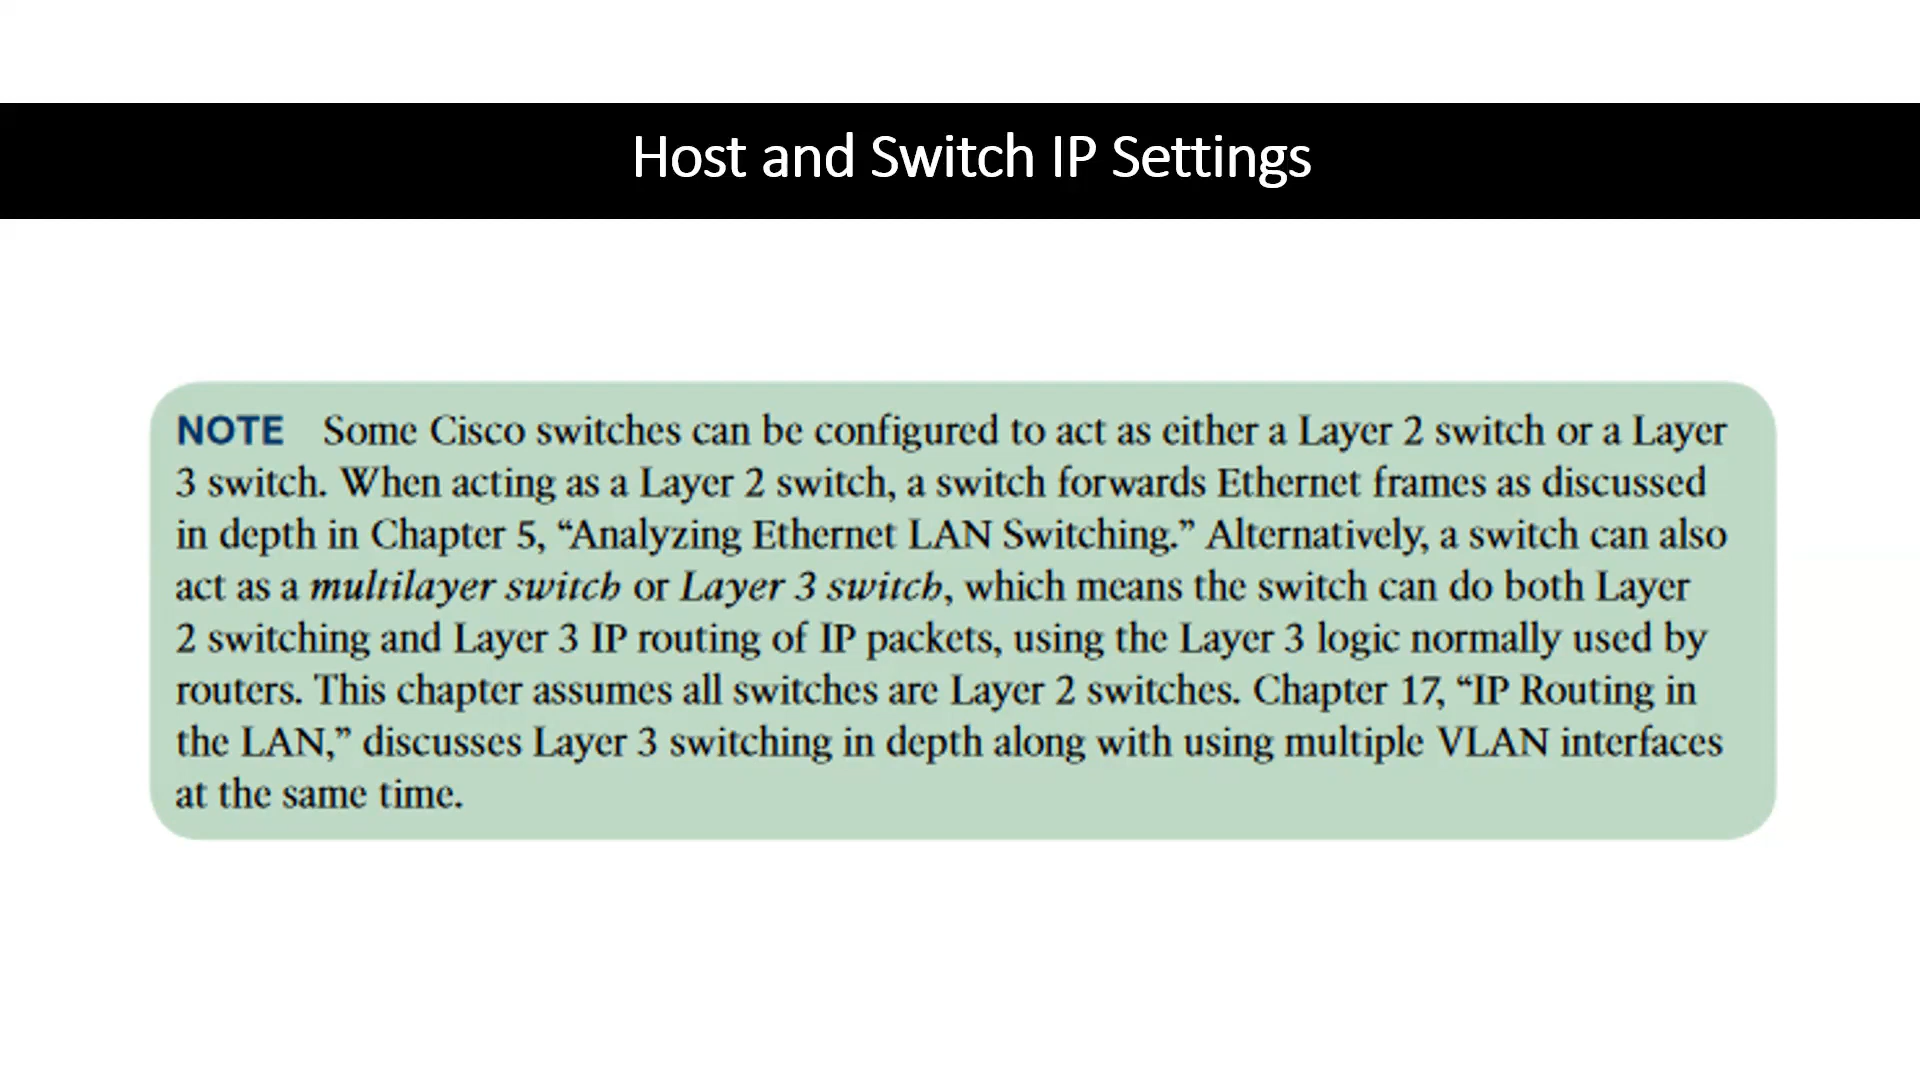 Host and Switch IP Settings
NOTE Some Cisco switches can be configured to act as either a Layer 2 switch or a Layer
3 switch. When acting as a Layer 2 switch, a switch forwards Ethernet frames as discussed
in depth in Chapter 5, “Analyzing Ethernet LAN Switching.” Alternatively, a switch can also
act as a multilayer switch or Layer 3 switch, which means the switch can do both Layer
2 switching and Layer 3 IP routing of IP packets, using the Layer 3 logic normally used by
routers. This chapter assumes all switches are Layer 2 switches. Chapter 17, “IP Routing in
the LAN,” discusses Layer 3 switching in depth along with using multiple VLAN interfaces
at the same time.